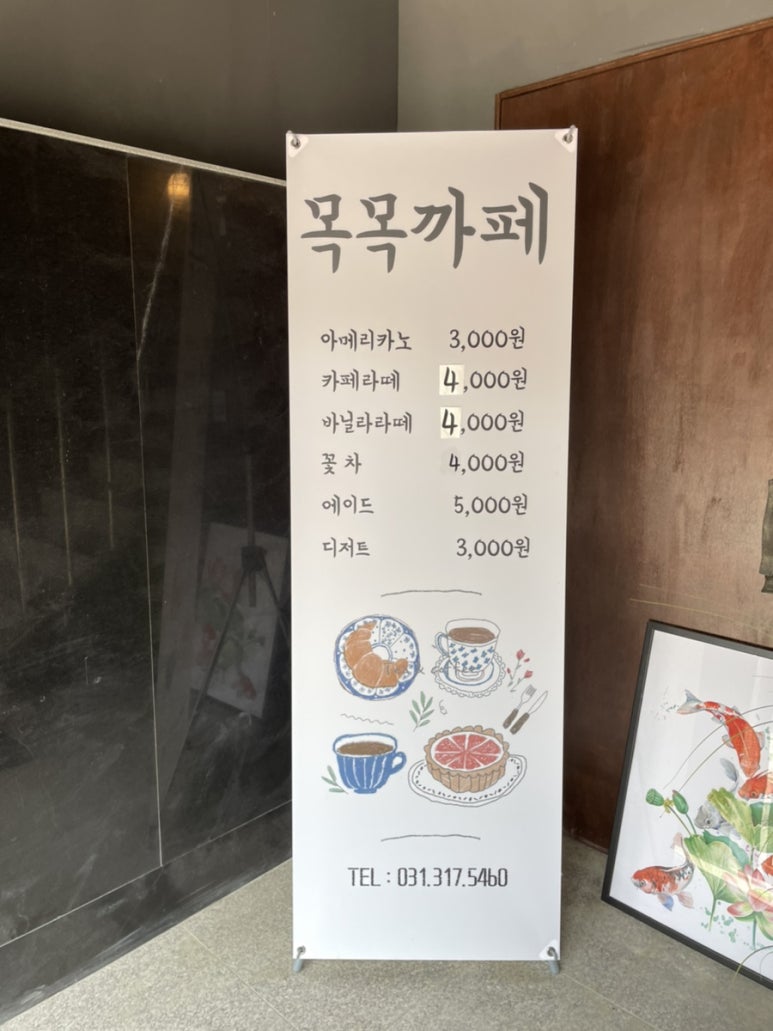 목목까페
아메리카노 3,000원
카페라떼 4,000원
바닐라라떼 4,000원
꽃 차 4,000원
에이드 5,000원
디저트 3,000원
TEL : 031.317.5460